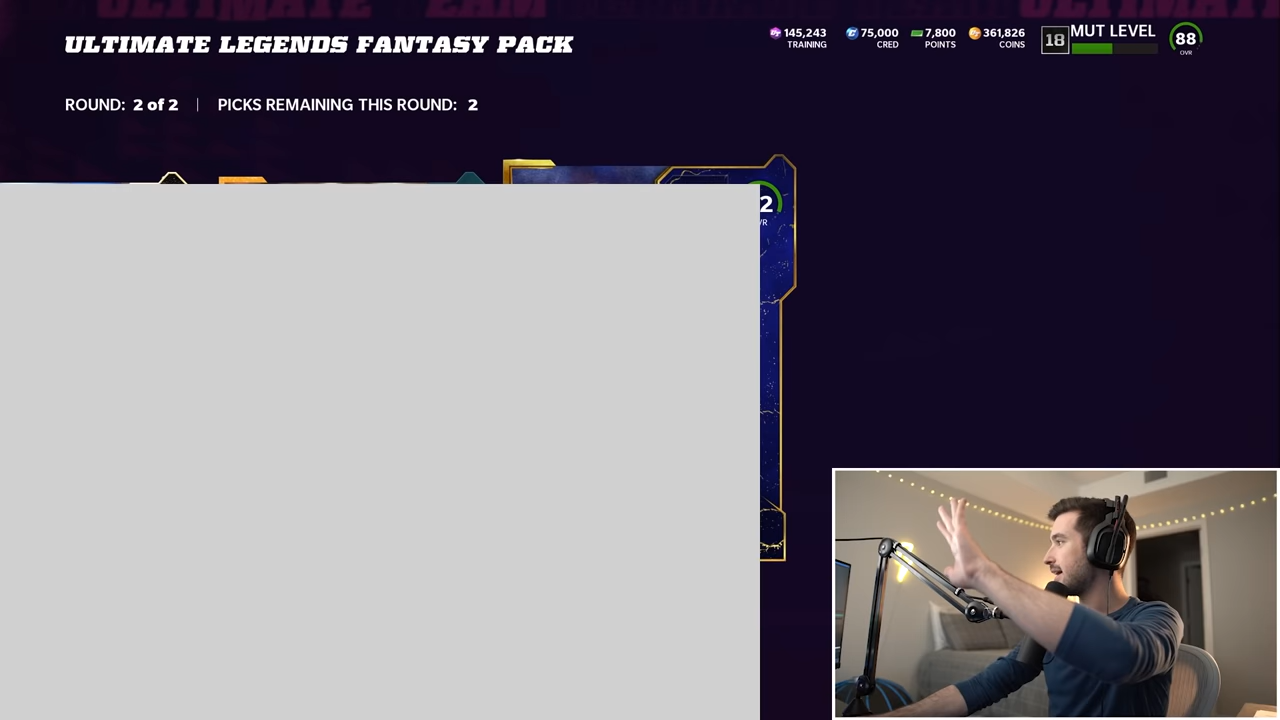 ULTIMATE LEGENDS FANTASY PACK
145,243 TRAINING
75,000 CRED
7,800 POINTS
361,826 COINS
18 MUT LEVEL
88 OVR
ROUND: 2 of 2 | PICKS REMAINING THIS ROUND: 2